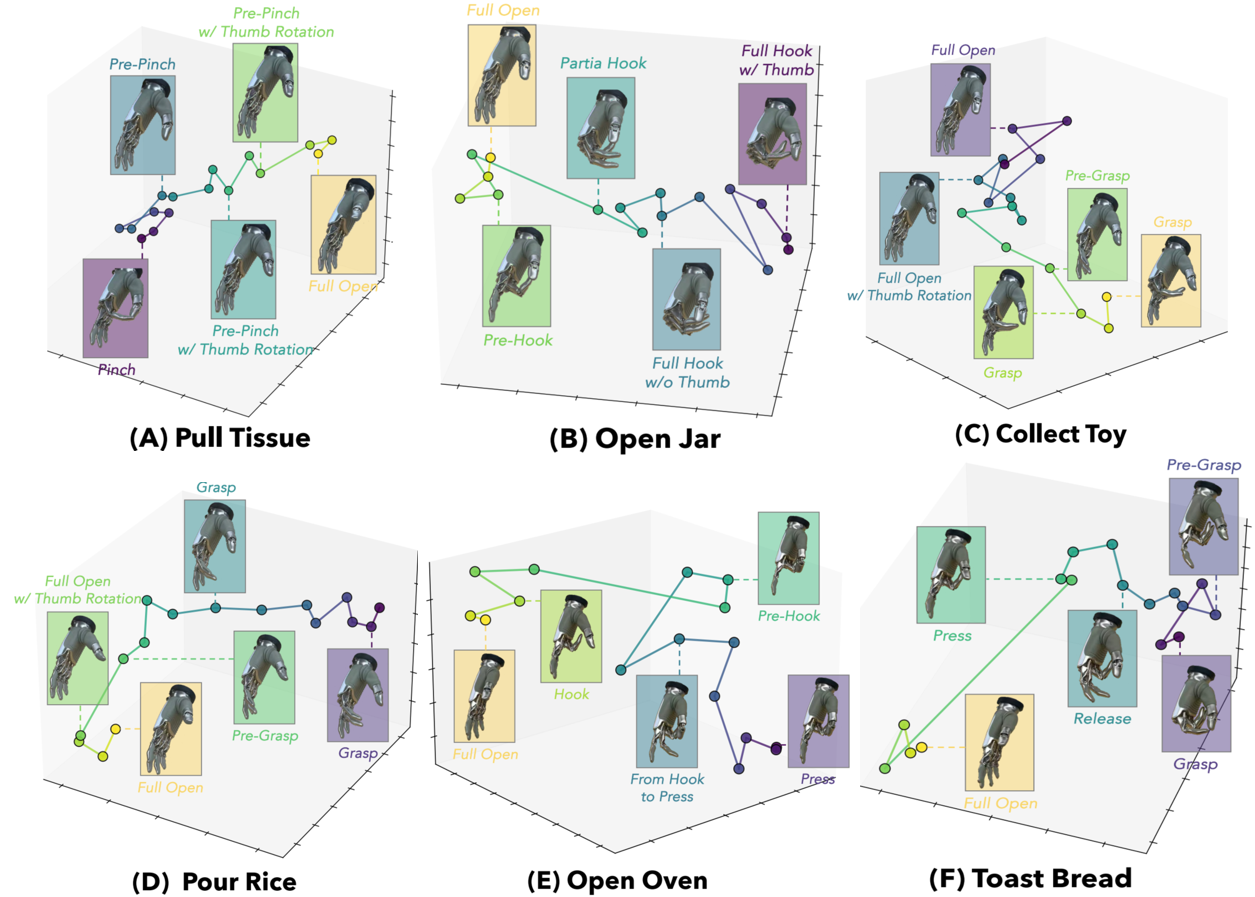 Pre-Pinch
w/ Thumb Rotation
Pre-Pinch
Pinch
Pre-Pinch
w/ Thumb Rotation
Full Open
(A) Pull Tissue
Full Open
Partia Hook
Full Hook
w/ Thumb
Pre-Hook
Full Hook
w/o Thumb
(B) Open Jar
Full Open
Pre-Grasp
Grasp
Full Open
w/ Thumb Rotation
Grasp
(C) Collect Toy
Grasp
Full Open
w/ Thumb Rotation
Pre-Grasp
Grasp
Full Open
(D) Pour Rice
Pre-Hook
Hook
Full Open
From Hook
to Press
Press
(E) Open Oven
Pre-Grasp
Press
Release
Grasp
Full Open
(F) Toast Bread